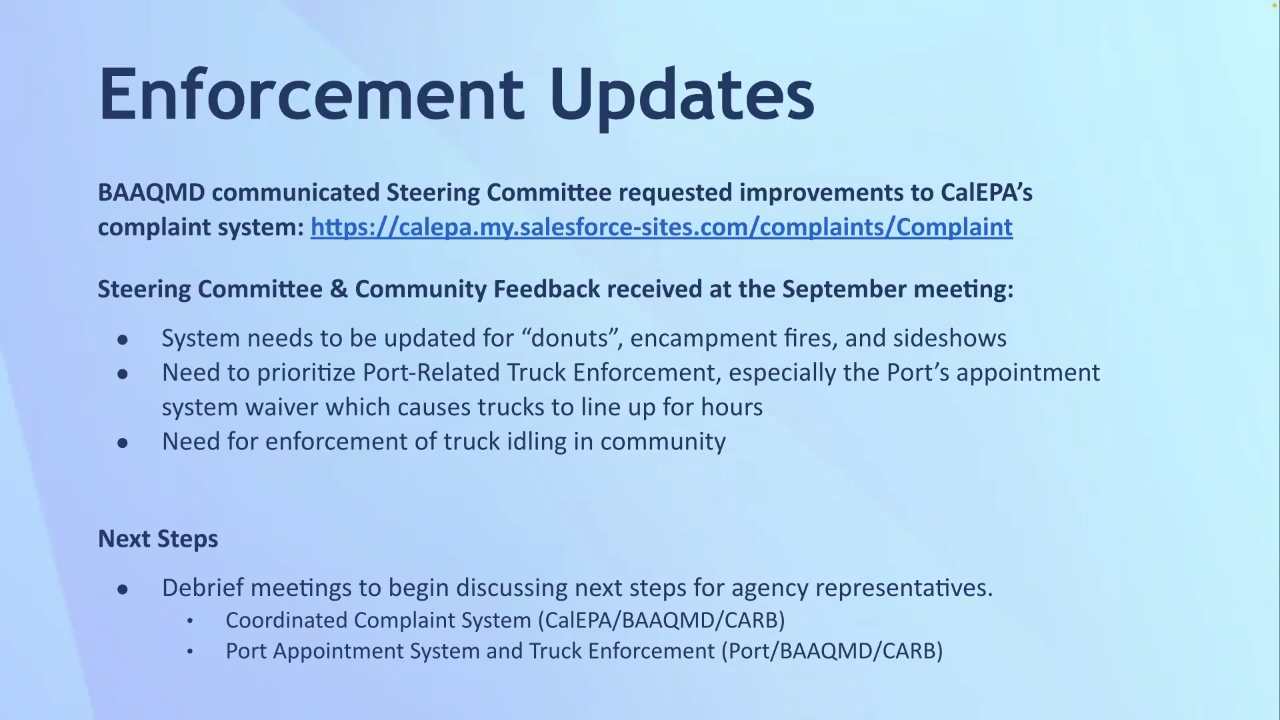 Enforcement Updates
BAAQMD communicated Steering Committee requested improvements to CalEPA’s
complaint system: https://calepa.my.salesforce-sites.com/complaints/Complaint
Steering Committee & Community Feedback received at the September meeting:
● System needs to be updated for “donuts”, encampment fires, and sideshows
● Need to prioritize Port-Related Truck Enforcement, especially the Port’s appointment
system waiver which causes trucks to line up for hours
● Need for enforcement of truck idling in community
Next Steps
● Debrief meetings to begin discussing next steps for agency representatives.
• Coordinated Complaint System (CalEPA/BAAQMD/CARB)
• Port Appointment System and Truck Enforcement (Port/BAAQMD/CARB)